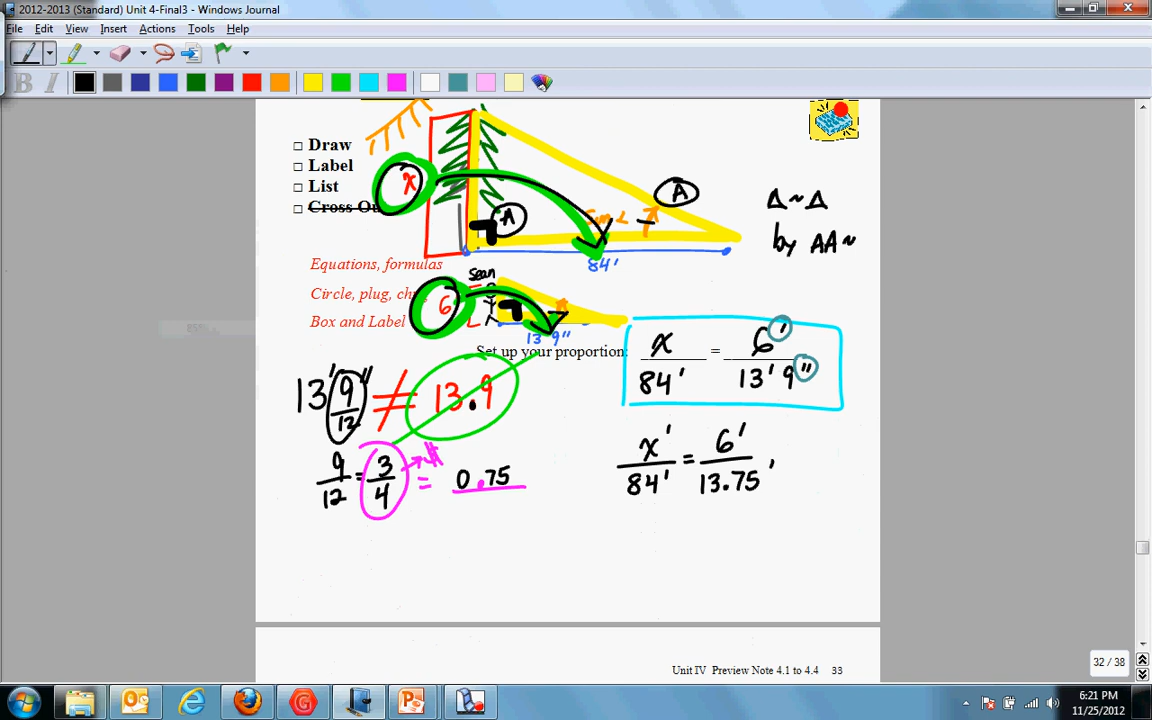 2012-2013 (Standard) Unit 4-Final3 - Windows Journal
File Edit View Insert Actions Tools Help
B I
Draw
Label
List
Cross Ou
x
A
A
84'
Δ~Δ
by AA~
Equations, formulas
Circle, plug, ch
Box and Label
sean
6
13' 9"
Set up your proportion:
x = 6'
84' 13' 9"
13' 9" ≠ 13.9
12
9 = 3 = 0.75
12 4
x' = 6'
84' 13.75'
Unit IV Preview Note 4.1 to 4.4 33
32 / 38
6:21 PM
11/25/2012